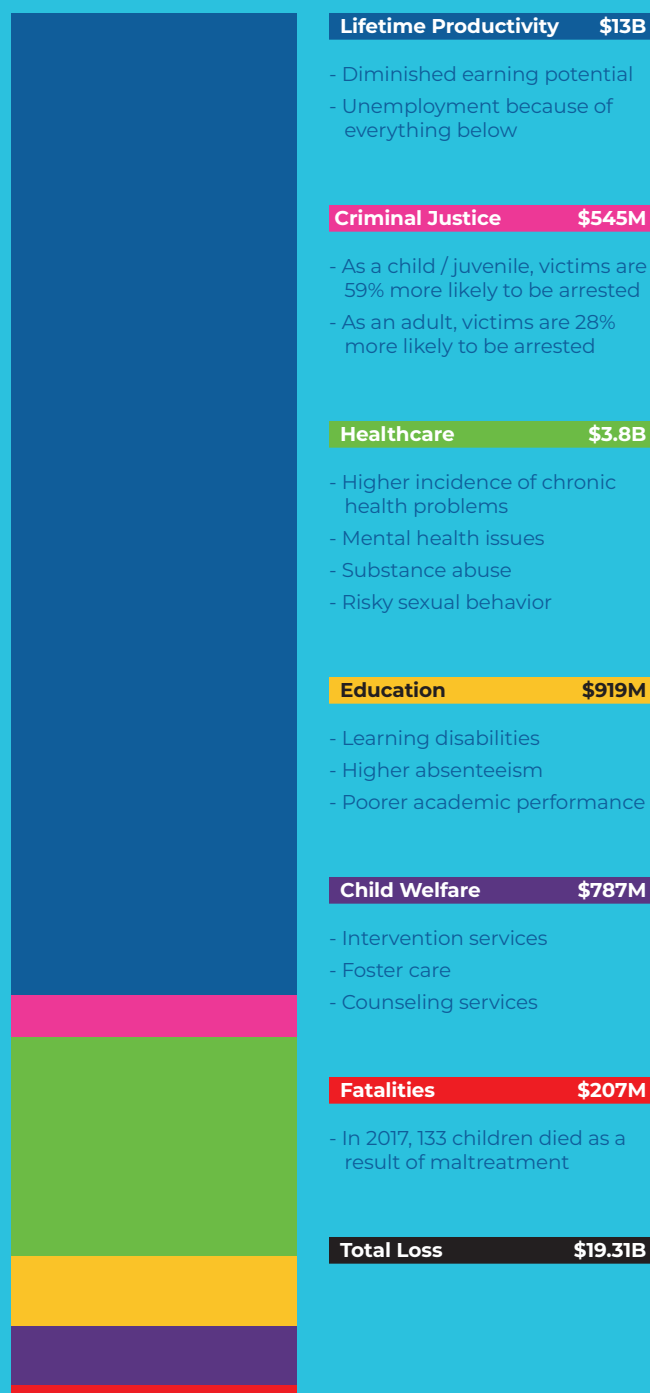 Lifetime Productivity $13B
- Diminished earning potential
- Unemployment because of
everything below
Criminal Justice $545M
- As a child / juvenile, victims are
59% more likely to be arrested
- As an adult, victims are 28%
more likely to be arrested
Healthcare $3.8B
- Higher incidence of chronic
health problems
- Mental health issues
- Substance abuse
- Risky sexual behavior
Education $919M
- Learning disabilities
- Higher absenteeism
- Poorer academic performance
Child Welfare $787M
- Intervention services
- Foster care
- Counseling services
Fatalities $207M
- In 2017, 133 children died as a
result of maltreatment
Total Loss $19.31B